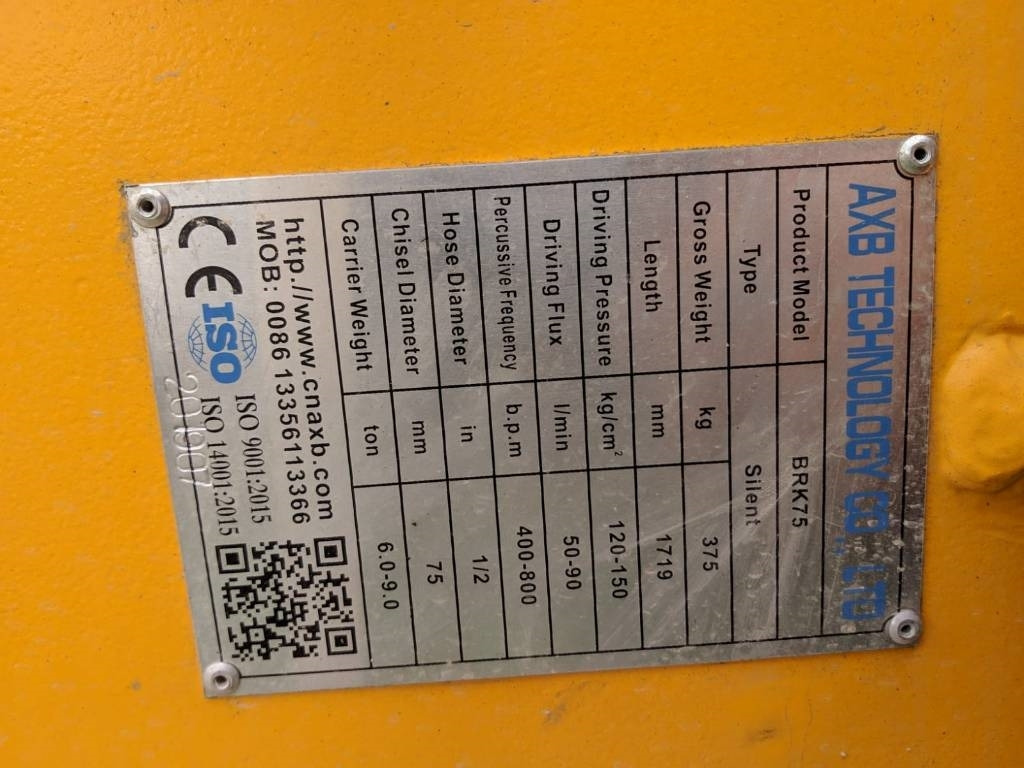 AXB TECHNOLOGY CO., LTD
Product Model BRK75
Type Silent
Gross Weight kg 375
Length mm 1719
Driving Pressure kg/cm² 120-150
Driving Flux l/min 50-90
Percussive Frequency b.p.m 400-800
Hose Diameter in 1/2
Chisel Diameter mm 75
Carrier Weight ton 6.0-9.0
http.//www.cnaxb.com
MOB: 0086 13356113366
CE ISO ISO 9001:2015
ISO 14001:2015
201907